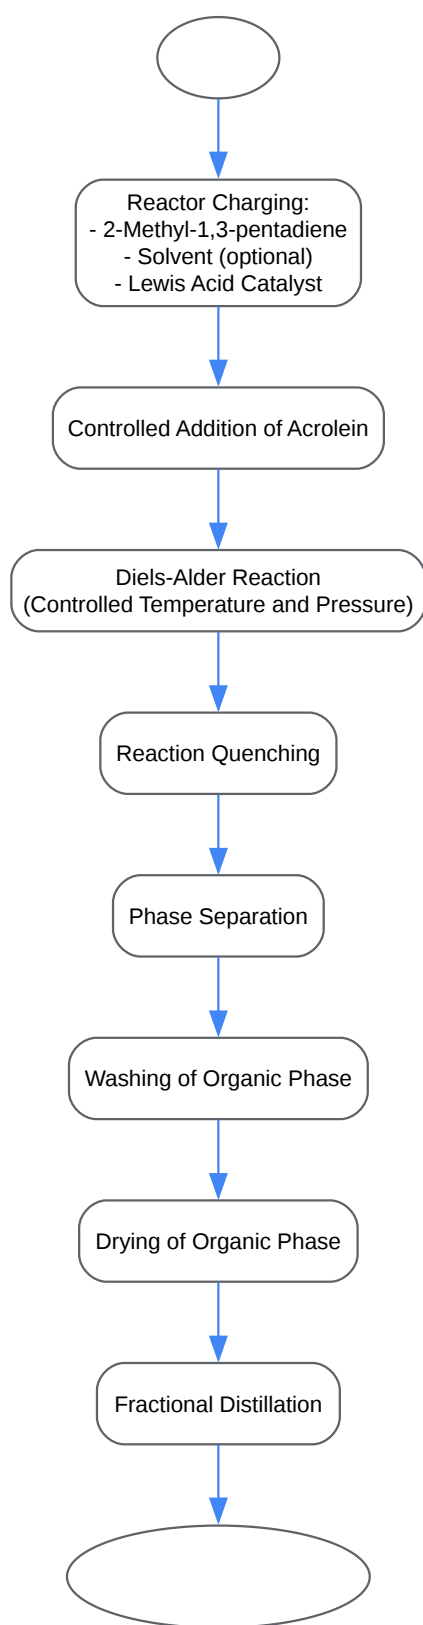 Reactor Charging:
- 2-Methyl-1,3-pentadiene
- Solvent (optional)
- Lewis Acid Catalyst
Controlled Addition of Acrolein
Diels-Alder Reaction
(Controlled Temperature and Pressure)
Reaction Quenching
Phase Separation
Washing of Organic Phase
Drying of Organic Phase
Fractional Distillation